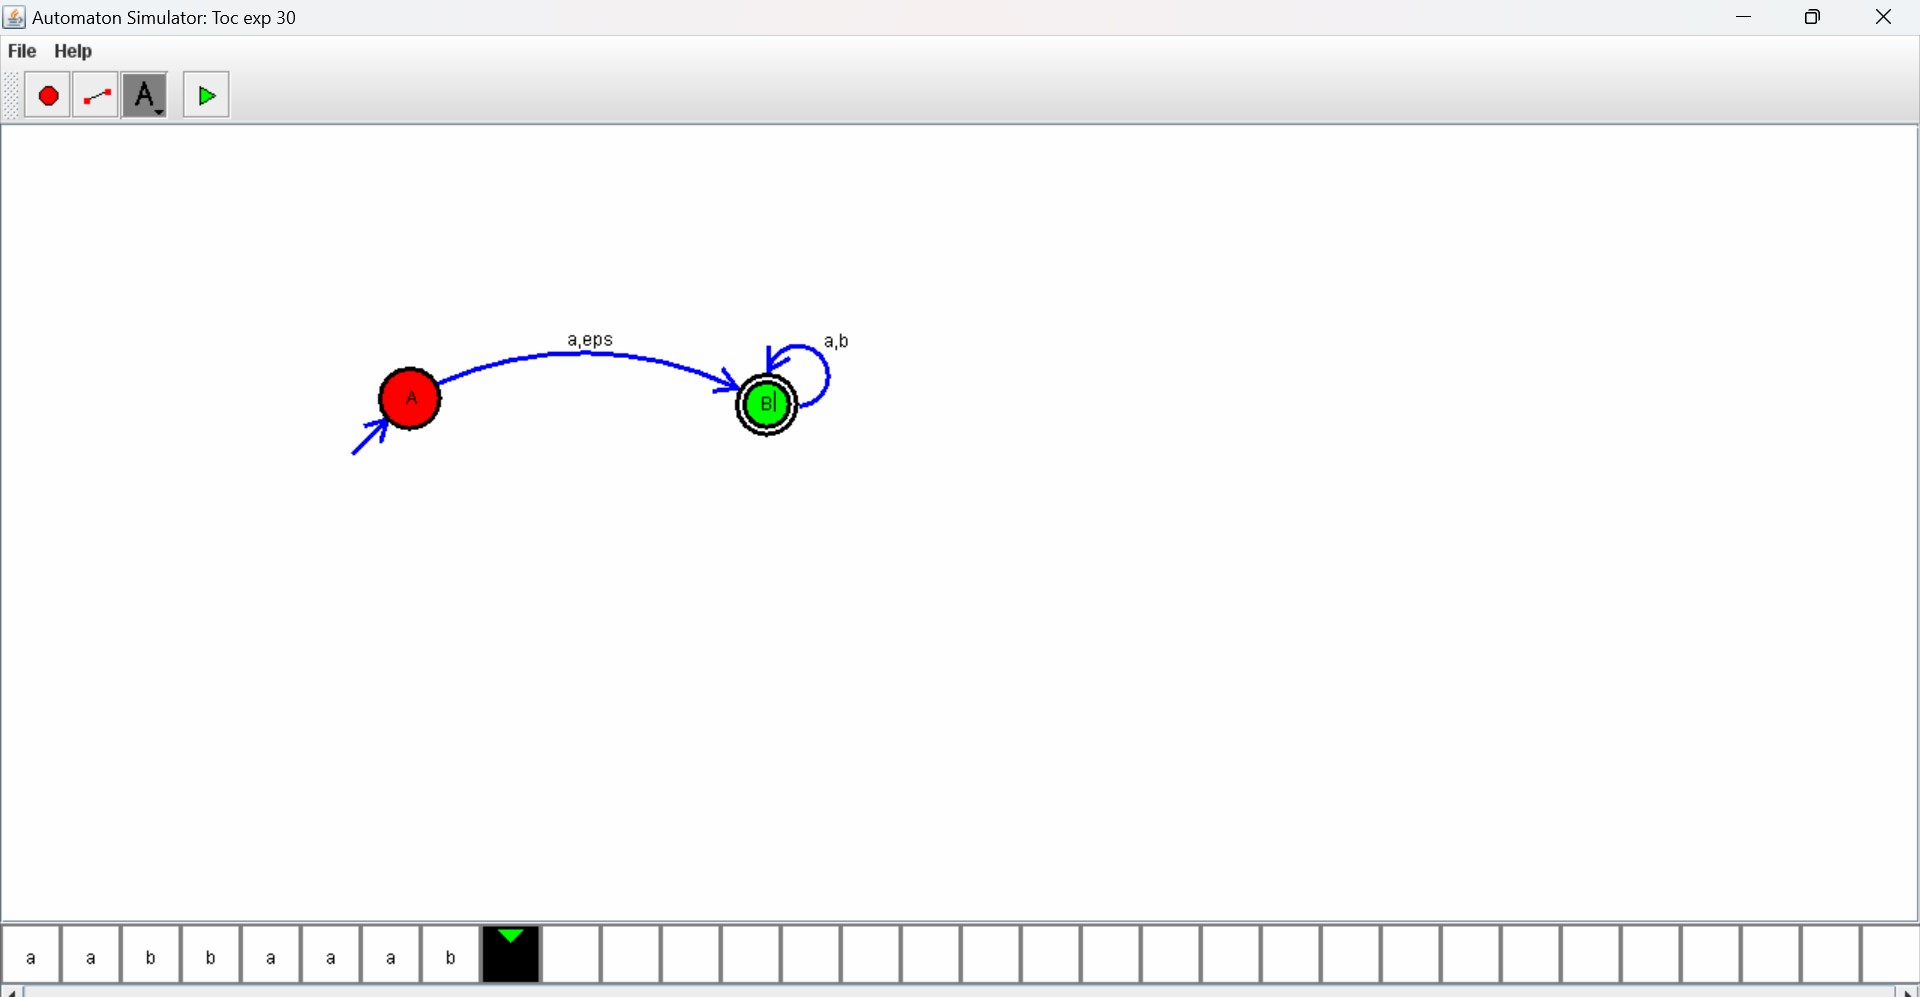 Automaton Simulator: Toc exp 30
File Help
A
a,eps
a,b
A
B
a a b b a a a b